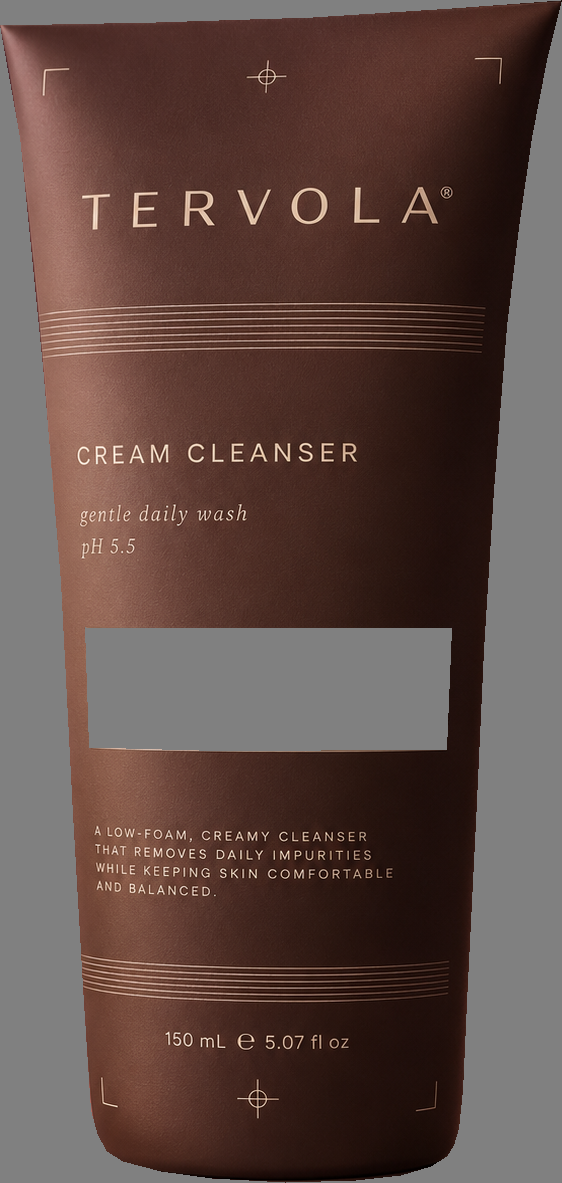 TERVOLA®
CREAM CLEANSER
gentle daily wash
pH 5.5
A LOW-FOAM, CREAMY CLEANSER
THAT REMOVES DAILY IMPURITIES
WHILE KEEPING SKIN COMFORTABLE
AND BALANCED.
150 mL ℮ 5.07 fl oz